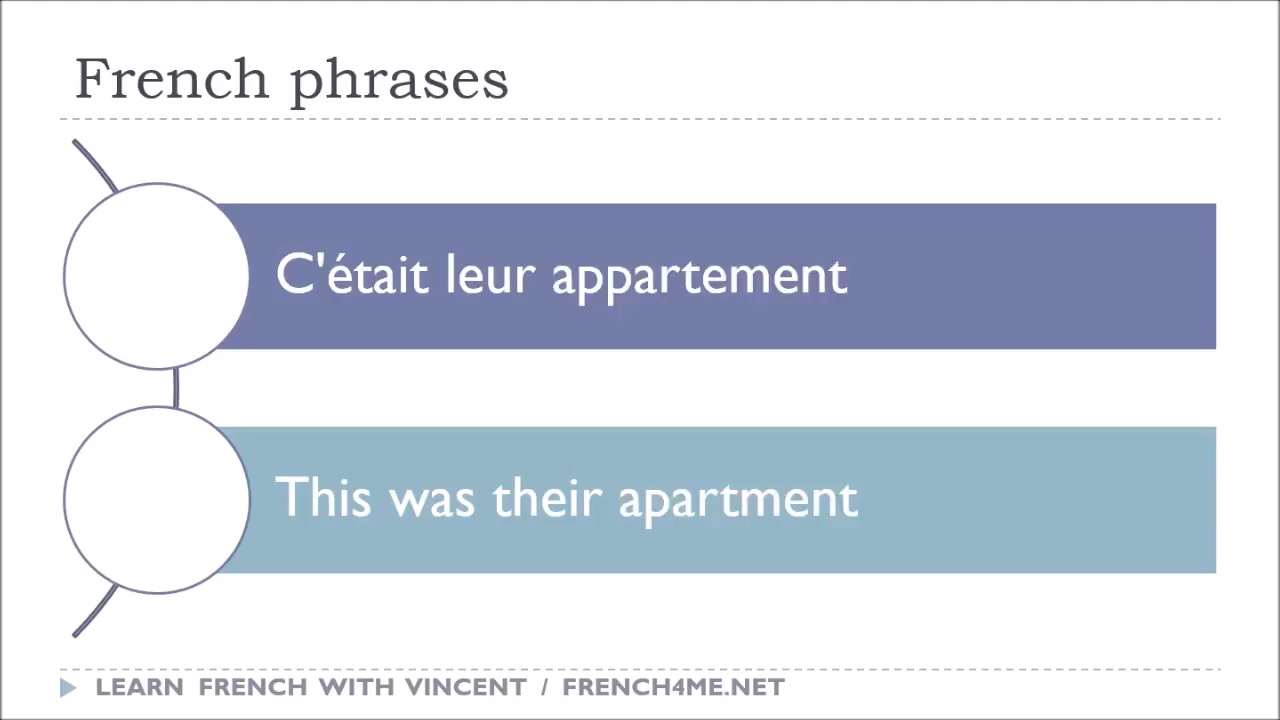 French phrases
C'était leur appartement
This was their apartment
LEARN FRENCH WITH VINCENT / FRENCH4ME.NET